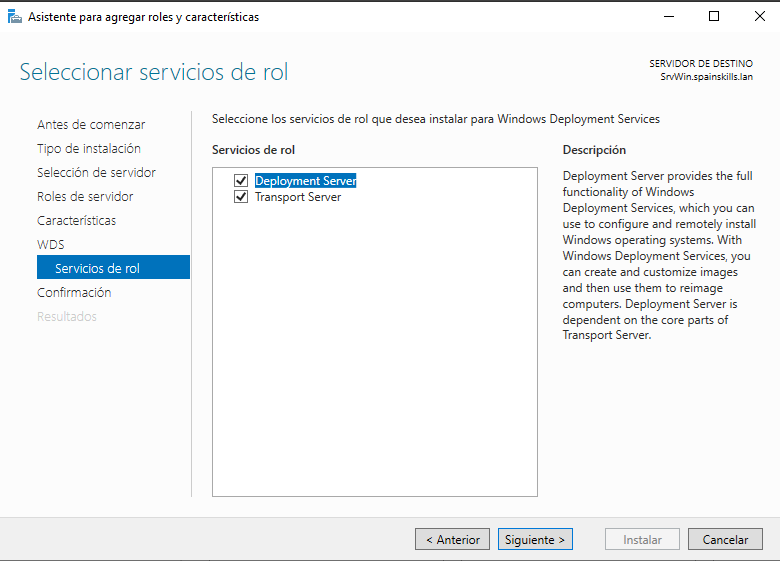 Asistente para agregar roles y características
Seleccionar servicios de rol
SERVIDOR DE DESTINO
SrvWin.spainskills.lan
Antes de comenzar
Tipo de instalación
Selección de servidor
Roles de servidor
Características
WDS
Servicios de rol
Confirmación
Resultados
Seleccione los servicios de rol que desea instalar para Windows Deployment Services
Servicios de rol
Deployment Server
Transport Server
Descripción
Deployment Server provides the full
functionality of Windows
Deployment Services, which you can
use to configure and remotely install
Windows operating systems. With
Windows Deployment Services, you
can create and customize images
and then use them to reimage
computers. Deployment Server is
dependent on the core parts of
Transport Server.
< Anterior
Siguiente >
Instalar
Cancelar